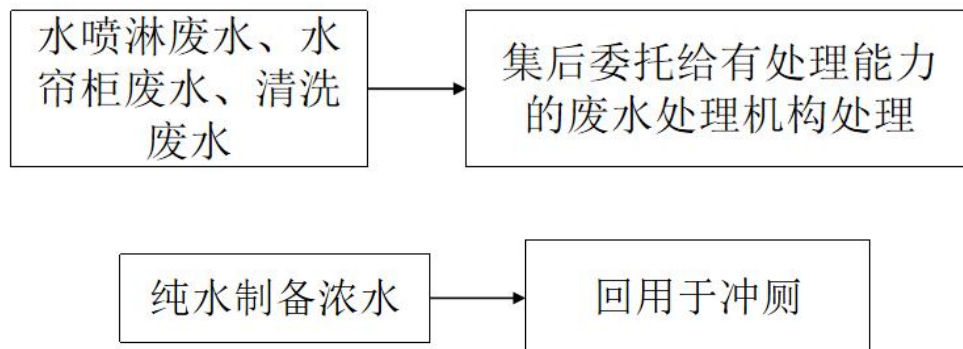 水喷淋废水、水
帘柜废水、清洗
废水
集后委托给有处理能力
的废水处理机构处理
纯水制备浓水
回用于冲厕